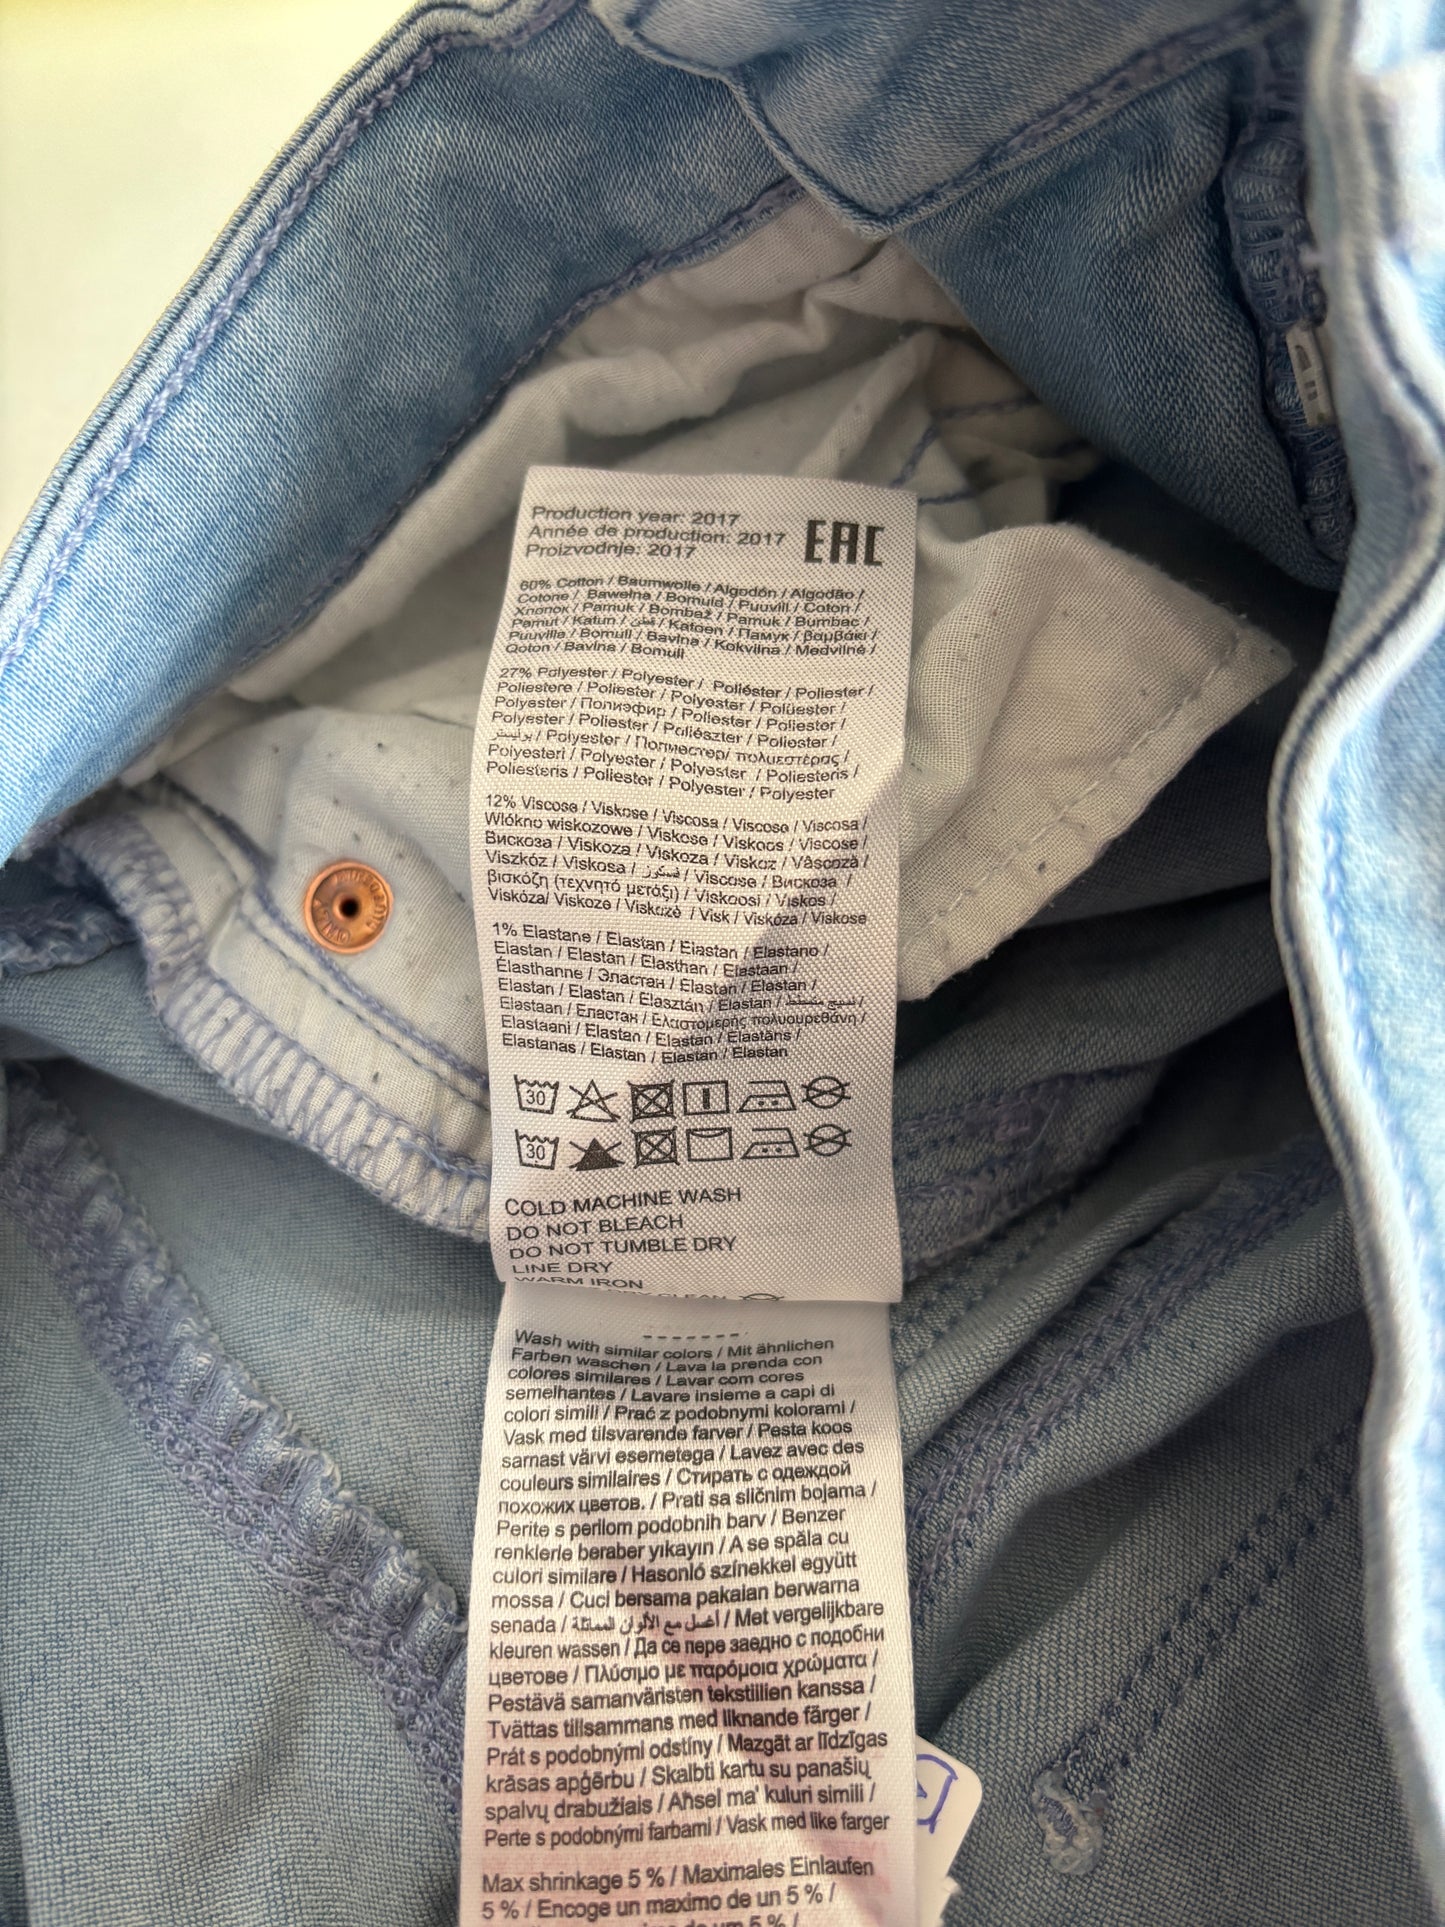 Production year: 2017
Année de production: 2017
Proizvodnje: 2017
EAC
60% Cotton / Baumwolle / Algodón / Algodão /
Cotone / Bawełna / Bomuld / Puuvill / Coton /
Хлопок / Pamuk / Bombaž / Pamuk / Bumbac /
Pamut / Katun / قطن / Katoen / Памук / βαμβάκι /
Puuvilla / Bomull / Bavlna / Kokvilna / Medvilnė /
Qoton / Bavlna / Bomull
27% Polyester / Polyester / Poliéster / Poliester /
Poliestere / Poliester / Polyester / Polüester /
Polyester / Полиэфир / Poliester / Poliester /
Polyester / Poliester / Poliészter / Poliester /
بوليستر / Polyester / Полиестер/ πολυεστέρας /
Polyesteri / Polyester / Polyester / Poliesteris /
Poliesteris / Poliester / Polyester / Polyester
12% Viscose / Viskose / Viscosa / Viscose / Viscosa /
Włókno wiskozowe / Viskose / Viskoos / Viscose /
Вискоза / Viskoza / Viskoza / Viskoz / Vâscoză /
Viszkóz / Viskosa / فسكوز / Viscose / Вискоза /
βισκόζη (τεχνητό μετάξι) / Viskoosi / Viskos /
Viskóza/ Viskoze / Viskozė / Visk / Viskóza / Viskose
1% Elastane / Elastan / Elastan / Elastano /
Elastan / Elastan / Elasthan / Elastaan /
Élasthanne / Эластан / Elastan / Elastan /
Elastan / Elastan / Elasztán / Elastan / نسيج متمطط /
Elastaan / Еластан / Ελαστομερής πολυουρεθάνη /
Elastaani / Elastan / Elastan / Elastāns /
Elastanas / Elastan / Elastan / Elastan
30
30
COLD MACHINE WASH
DO NOT BLEACH
DO NOT TUMBLE DRY
LINE DRY
WARM IRON
DRY CLEAN
Wash with similar colors / Mit ähnlichen
Farben waschen / Lava la prenda con
colores similares / Lavar com cores
semelhantes / Lavare insieme a capi di
colori simili / Prać z podobnymi kolorami /
Vask med tilsvarende farver / Pesta koos
sarnast värvi esemetega / Lavez avec des
couleurs similaires / Стирать с одеждой
похожих цветов. / Prati sa sličnim bojama /
Perite s perilom podobnih barv / Benzer
renklerle beraber yıkayın / A se spăla cu
culori similare / Hasonló színekkel együtt
mossa / Cuci bersama pakaian berwarna
senada / اغسل مع الألوان المماثلة / Met vergelijkbare
kleuren wassen / Да се пере заедно с подобни
цветове / Πλύσιμο με παρόμοια χρώματα /
Pestävä samanväristen tekstiilien kanssa /
Tvättas tillsammans med liknande färger /
Prát s podobnými odstíny / Mazgāt ar līdzīgas
krāsas apģērbu / Skalbti kartu su panašių
spalvų drabužiais / Aħsel ma' kuluri simili /
Perte s podobnými farbami / Vask med like farger
Max shrinkage 5 % / Maximales Einlaufen
5 % / Encoge un maximo de un 5 % /